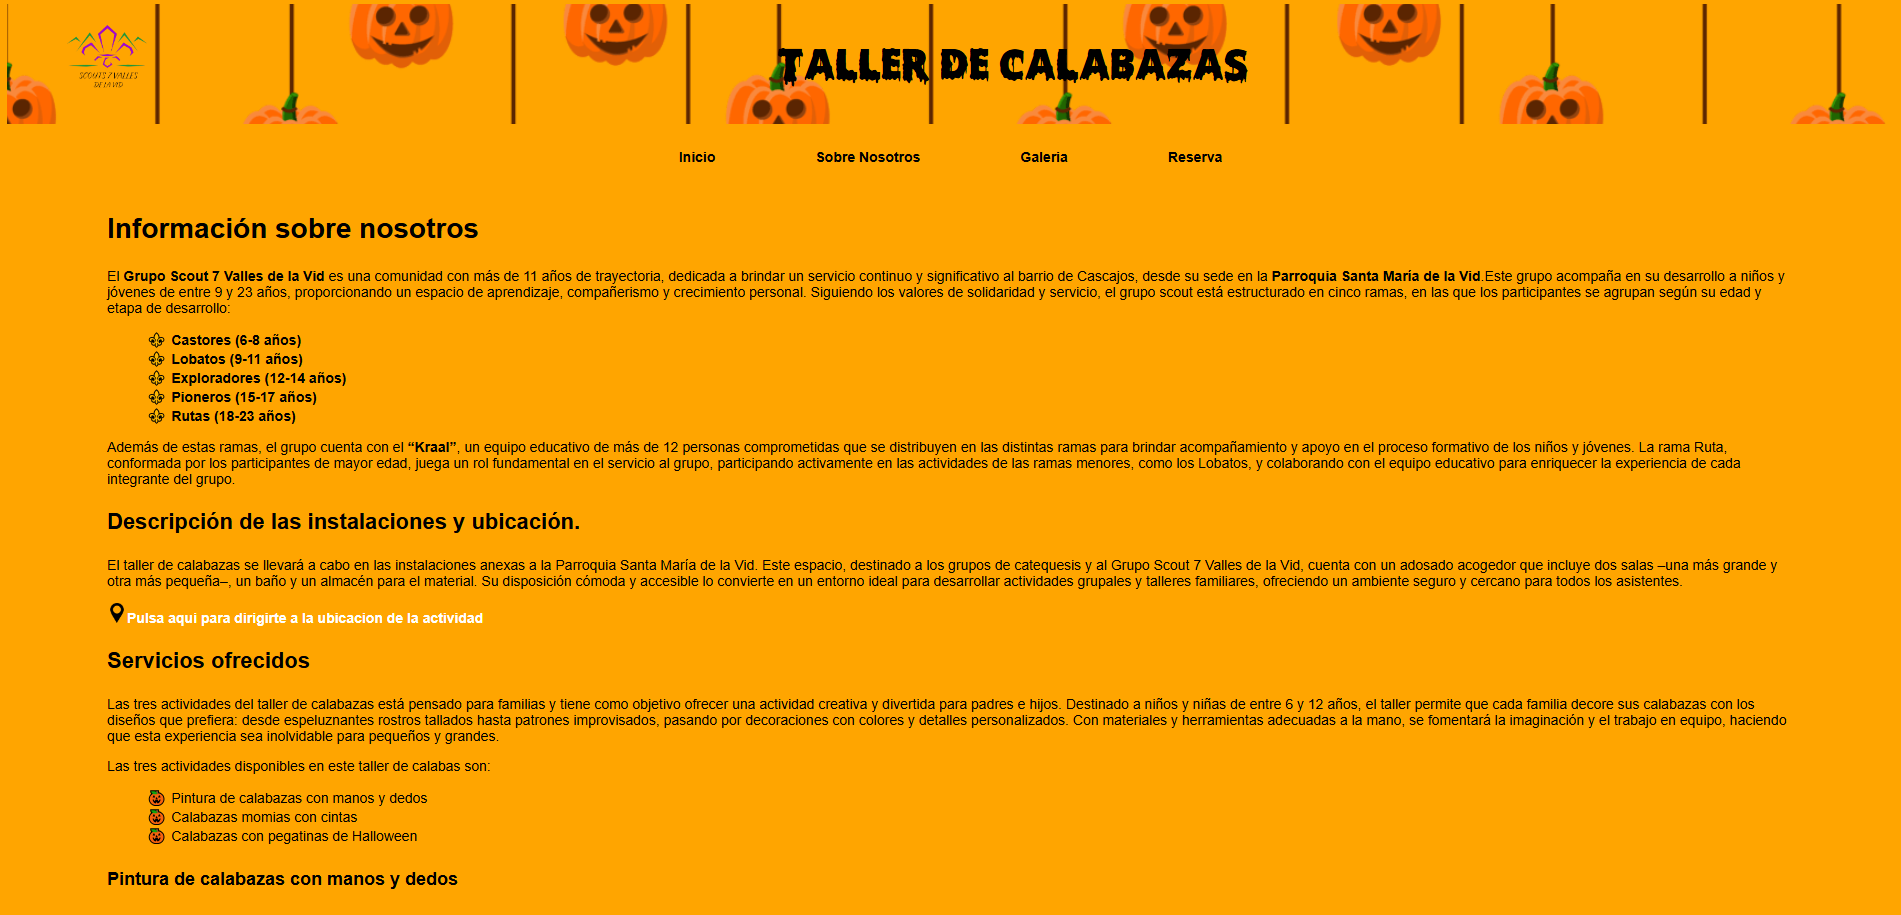 SCOUTS 7 VALLES
DE LA VID
TALLER DE CALABAZAS
Inicio Sobre Nosotros Galeria Reserva
Información sobre nosotros
El Grupo Scout 7 Valles de la Vid es una comunidad con más de 11 años de trayectoria, dedicada a brindar un servicio continuo y significativo al barrio de Cascajos, desde su sede en la Parroquia Santa María de la Vid.Este grupo acompaña en su desarrollo a niños y
jóvenes de entre 9 y 23 años, proporcionando un espacio de aprendizaje, compañerismo y crecimiento personal. Siguiendo los valores de solidaridad y servicio, el grupo scout está estructurado en cinco ramas, en las que los participantes se agrupan según su edad y
etapa de desarrollo:
Castores (6-8 años)
Lobatos (9-11 años)
Exploradores (12-14 años)
Pioneros (15-17 años)
Rutas (18-23 años)
Además de estas ramas, el grupo cuenta con el “Kraal”, un equipo educativo de más de 12 personas comprometidas que se distribuyen en las distintas ramas para brindar acompañamiento y apoyo en el proceso formativo de los niños y jóvenes. La rama Ruta,
conformada por los participantes de mayor edad, juega un rol fundamental en el servicio al grupo, participando activamente en las actividades de las ramas menores, como los Lobatos, y colaborando con el equipo educativo para enriquecer la experiencia de cada
integrante del grupo.
Descripción de las instalaciones y ubicación.
El taller de calabazas se llevará a cabo en las instalaciones anexas a la Parroquia Santa María de la Vid. Este espacio, destinado a los grupos de catequesis y al Grupo Scout 7 Valles de la Vid, cuenta con un adosado acogedor que incluye dos salas –una más grande y
otra más pequeña–, un baño y un almacén para el material. Su disposición cómoda y accesible lo convierte en un entorno ideal para desarrollar actividades grupales y talleres familiares, ofreciendo un ambiente seguro y cercano para todos los asistentes.
Pulsa aqui para dirigirte a la ubicacion de la actividad
Servicios ofrecidos
Las tres actividades del taller de calabazas está pensado para familias y tiene como objetivo ofrecer una actividad creativa y divertida para padres e hijos. Destinado a niños y niñas de entre 6 y 12 años, el taller permite que cada familia decore sus calabazas con los
diseños que prefiera: desde espeluznantes rostros tallados hasta patrones improvisados, pasando por decoraciones con colores y detalles personalizados. Con materiales y herramientas adecuadas a la mano, se fomentará la imaginación y el trabajo en equipo, haciendo
que esta experiencia sea inolvidable para pequeños y grandes.
Las tres actividades disponibles en este taller de calabas son:
Pintura de calabazas con manos y dedos
Calabazas momias con cintas
Calabazas con pegatinas de Halloween
Pintura de calabazas con manos y dedos